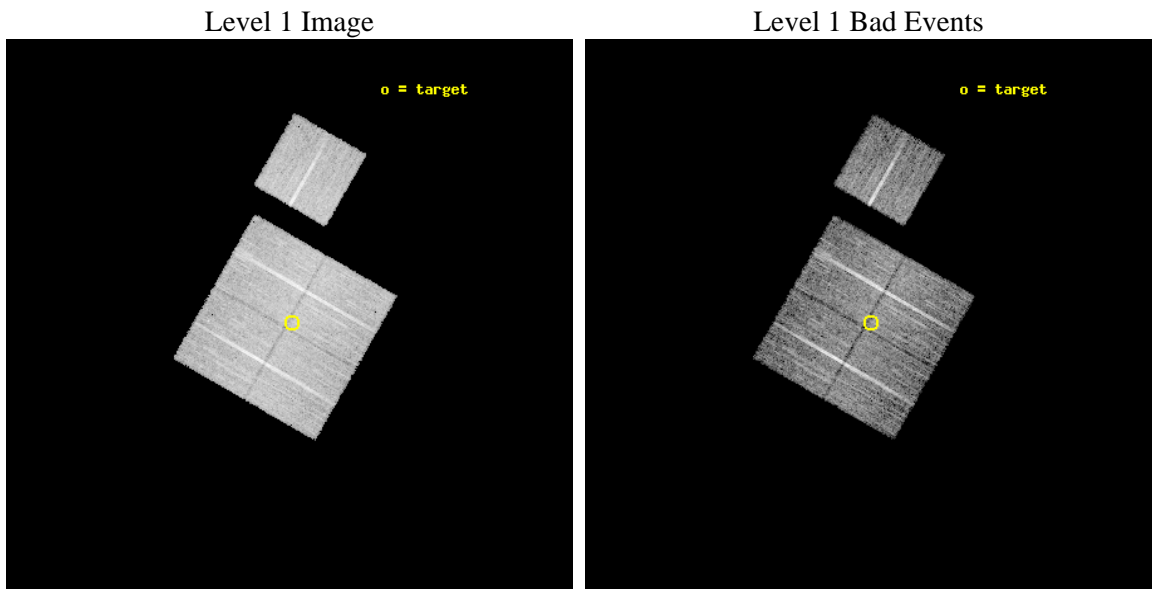 Level 1 Image
Level 1 Bad Events
o = target
o = target